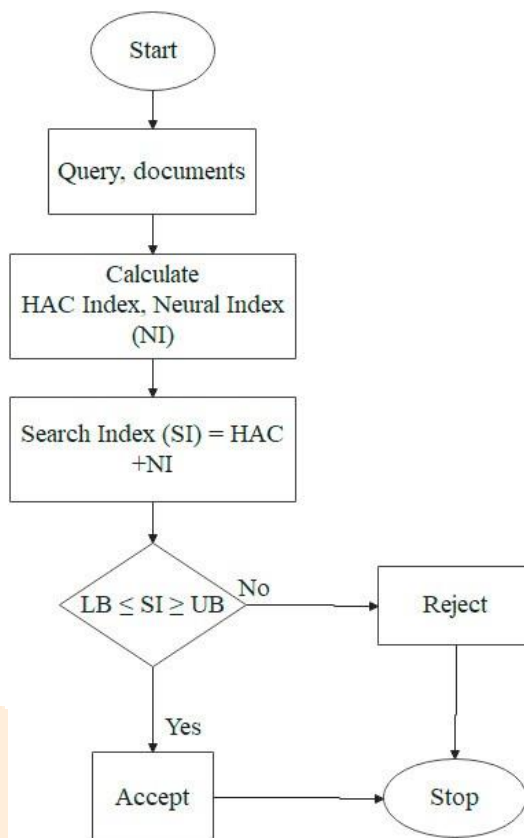 Start
Query, documents
Calculate
HAC Index, Neural Index
(NI)
Search Index (SI) = HAC
+NI
LB ≤ SI ≥ UB
No
Reject
Yes
Accept
Stop